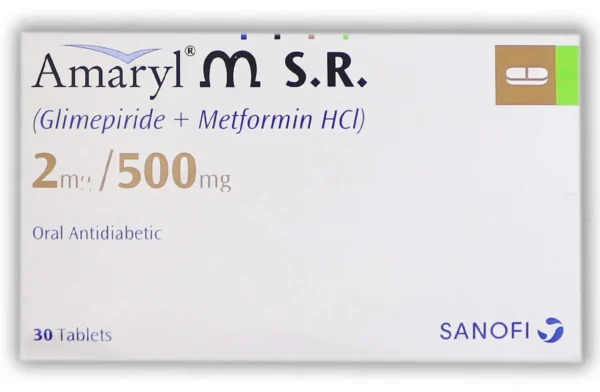 Amaryl® M S.R.
(Glimepiride + Metformin HCl)
2mg/500mg
Oral Antidiabetic
30 Tablets
SANOFI